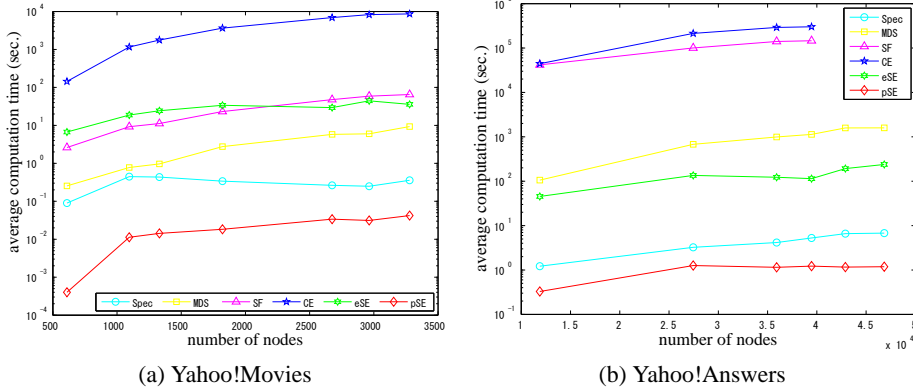 10^4
10^3
10^2
10^1
10^0
10^-1
10^-2
10^-3
10^-4
average computation time (sec.)
Spec MDS SF CE eSE pSE
500 1000 1500 2000 2500 3000 3500
number of nodes
(a) Yahoo!Movies
10^6
10^5
10^4
10^3
10^2
10^1
10^0
10^-1
average computation time (sec.)
Spec
MDS
SF
CE
eSE
pSE
1 1.5 2 2.5 3 3.5 4 4.5 5
x 10^4
number of nodes
(b) Yahoo!Answers